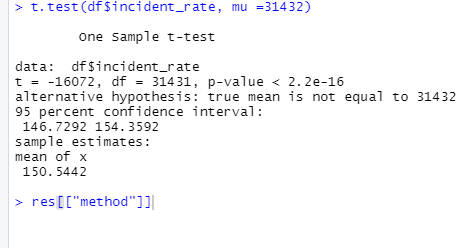 > t.test(df$incident_rate, mu =31432)
One Sample t-test
data: df$incident_rate
t = -16072, df = 31431, p-value < 2.2e-16
alternative hypothesis: true mean is not equal to 31432
95 percent confidence interval:
146.7292 154.3592
sample estimates:
mean of x
150.5442
> res[["method"]]